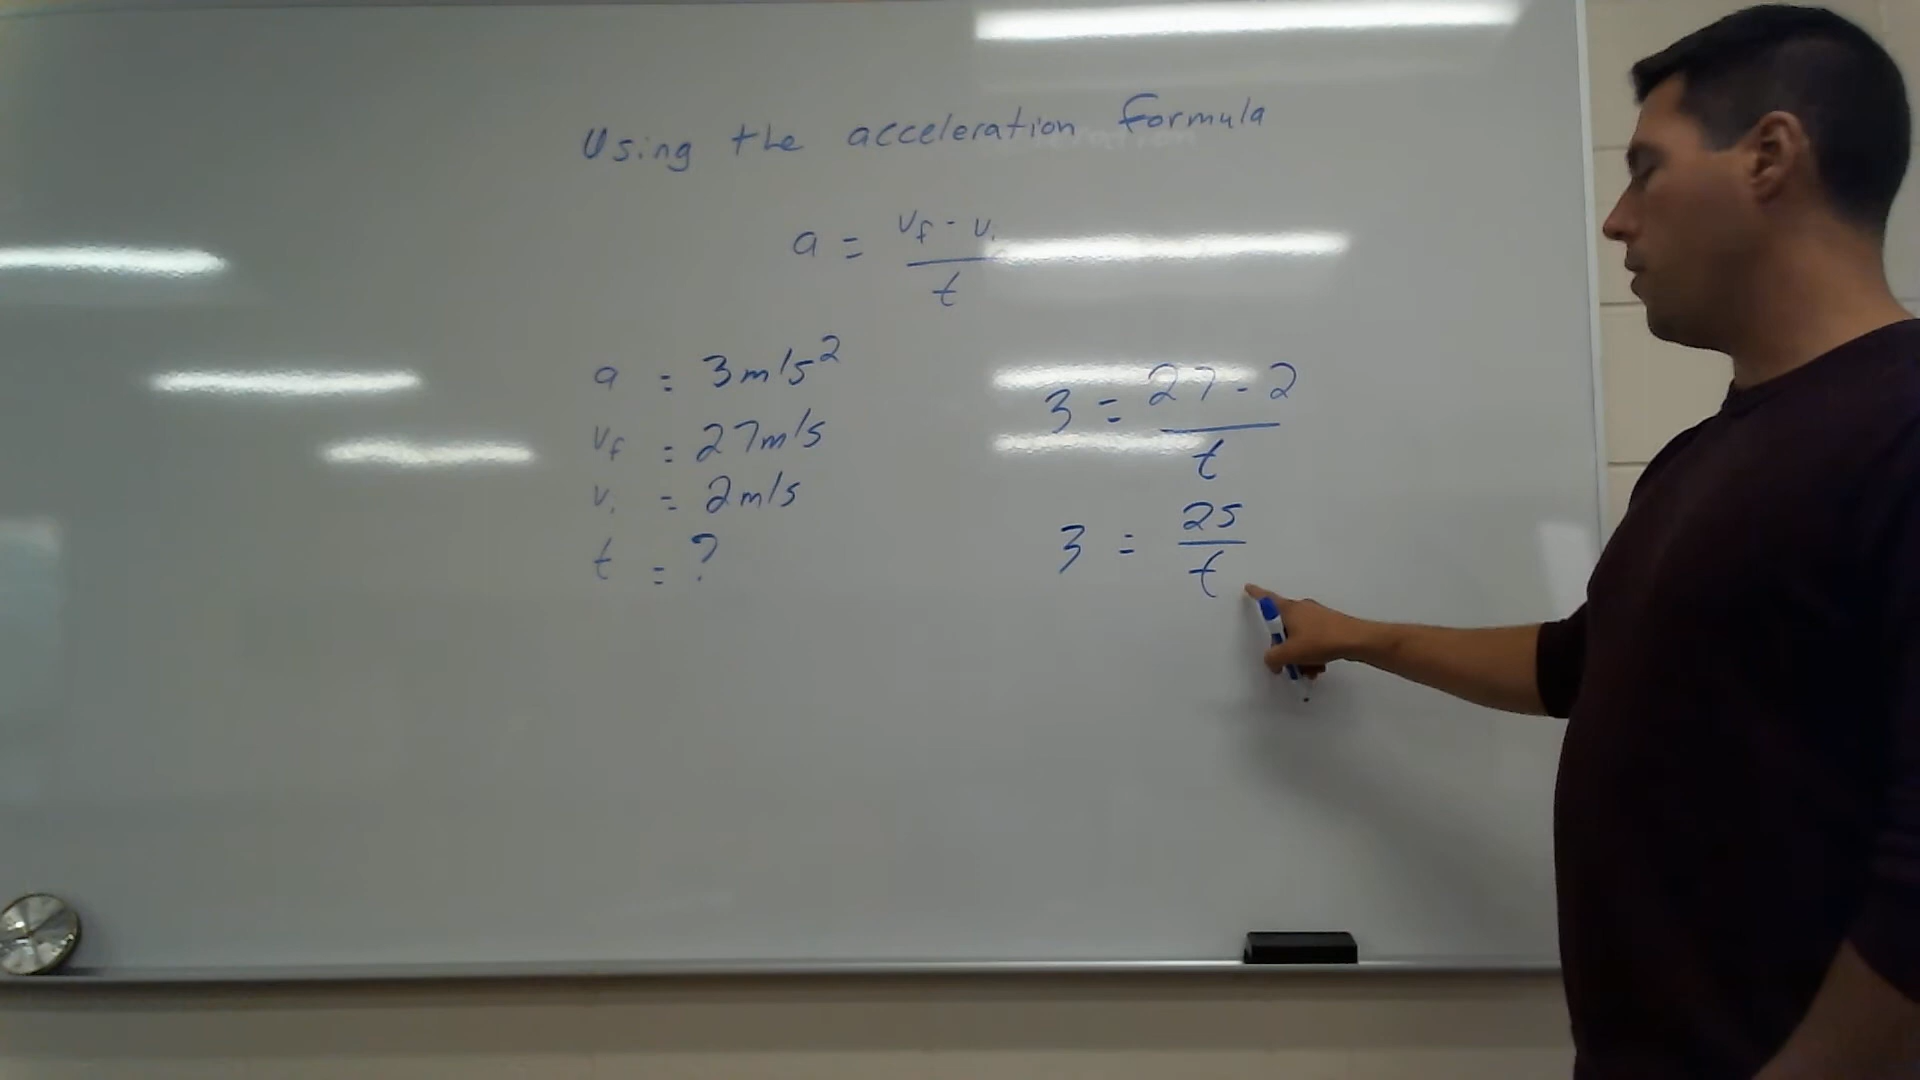 Using the acceleration formula
a = vf - vi
t
a = 3m/s²
vf = 27m/s
vi = 2m/s
t = ?
3 = 27 - 2
t
3 = 25
t